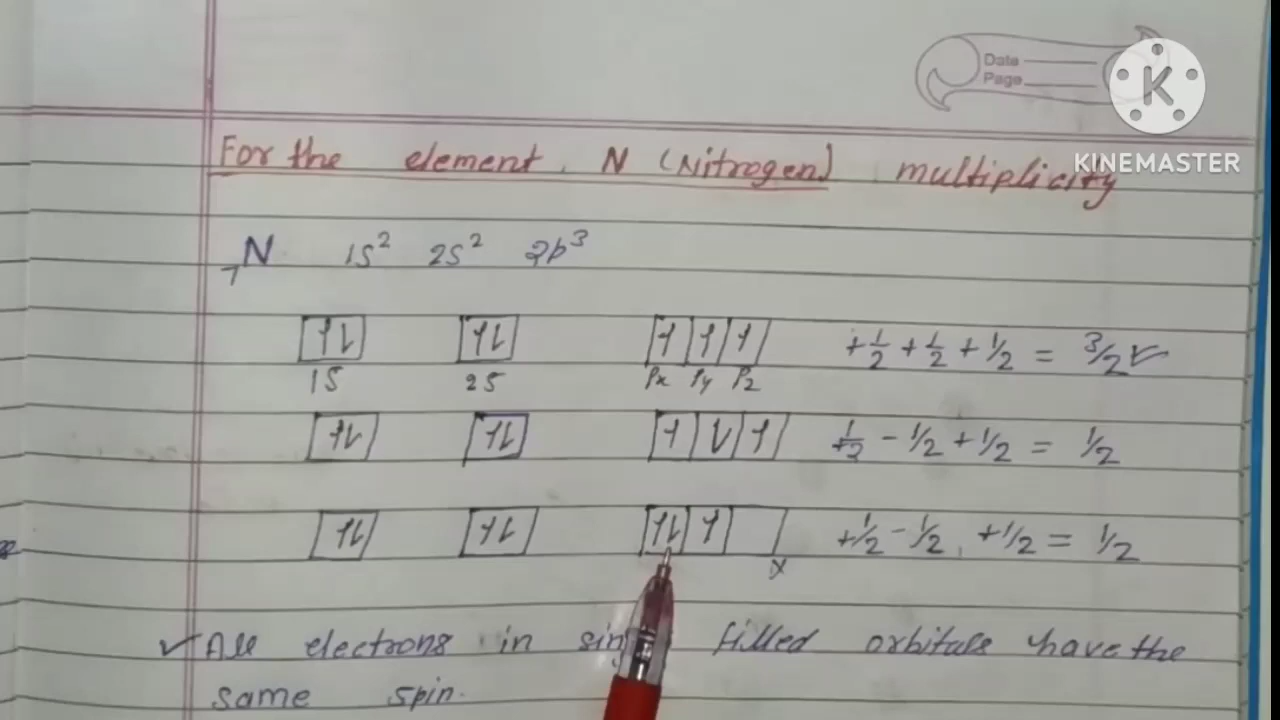 Date
Page
KINEMASTER
For the element, N (Nitrogen) multiplicity
7N 1s² 2s² 2p³
↿⇂ ↿⇂ ↿ ↿ ↿ +1/2 + 1/2 + 1/2 = 3/2 ✓
1S 2S Px Py Pz
↿⇂ ↿⇂ ↿ ⇂ ↿ +1/2 - 1/2 + 1/2 = 1/2
↿⇂ ↿⇂ ↿⇂ ↿ +1/2 - 1/2, +1/2 = 1/2
x
✓ All electrons in filled orbitals have the
same spin.